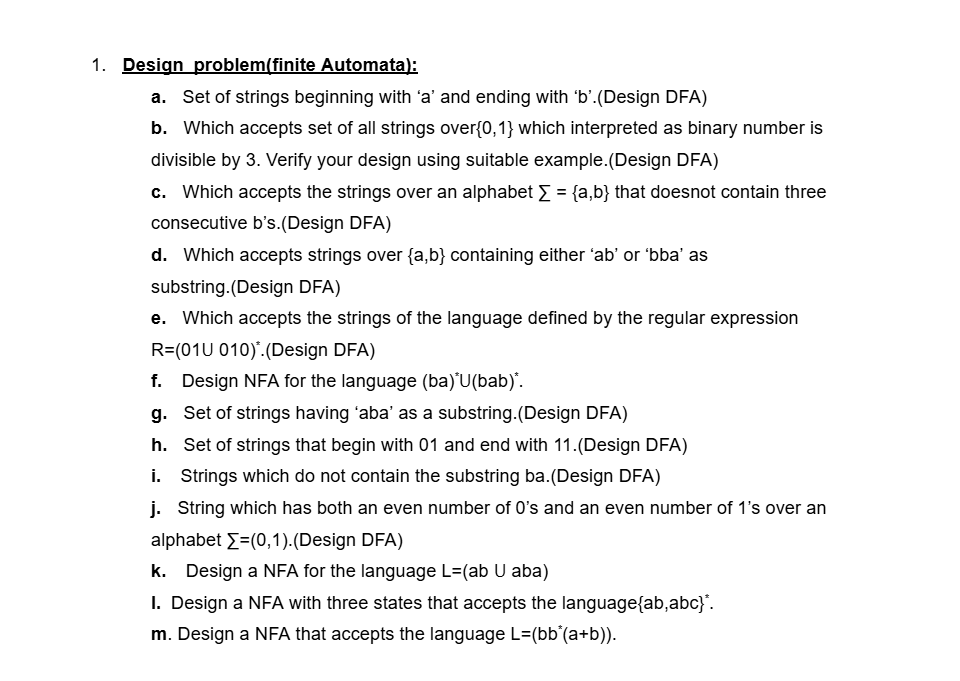 1. Design problem(finite Automata):
a. Set of strings beginning with ‘a’ and ending with ‘b’.(Design DFA)
b. Which accepts set of all strings over{0,1} which interpreted as binary number is
divisible by 3. Verify your design using suitable example.(Design DFA)
c. Which accepts the strings over an alphabet ∑ = {a,b} that doesnot contain three
consecutive b’s.(Design DFA)
d. Which accepts strings over {a,b} containing either ‘ab’ or ‘bba’ as
substring.(Design DFA)
e. Which accepts the strings of the language defined by the regular expression
R=(01U 010)*.(Design DFA)
f. Design NFA for the language (ba)*U(bab)*.
g. Set of strings having ‘aba’ as a substring.(Design DFA)
h. Set of strings that begin with 01 and end with 11.(Design DFA)
i. Strings which do not contain the substring ba.(Design DFA)
j. String which has both an even number of 0’s and an even number of 1’s over an
alphabet ∑=(0,1).(Design DFA)
k. Design a NFA for the language L=(ab U aba)
l. Design a NFA with three states that accepts the language{ab,abc}*.
m. Design a NFA that accepts the language L=(bb*(a+b)).